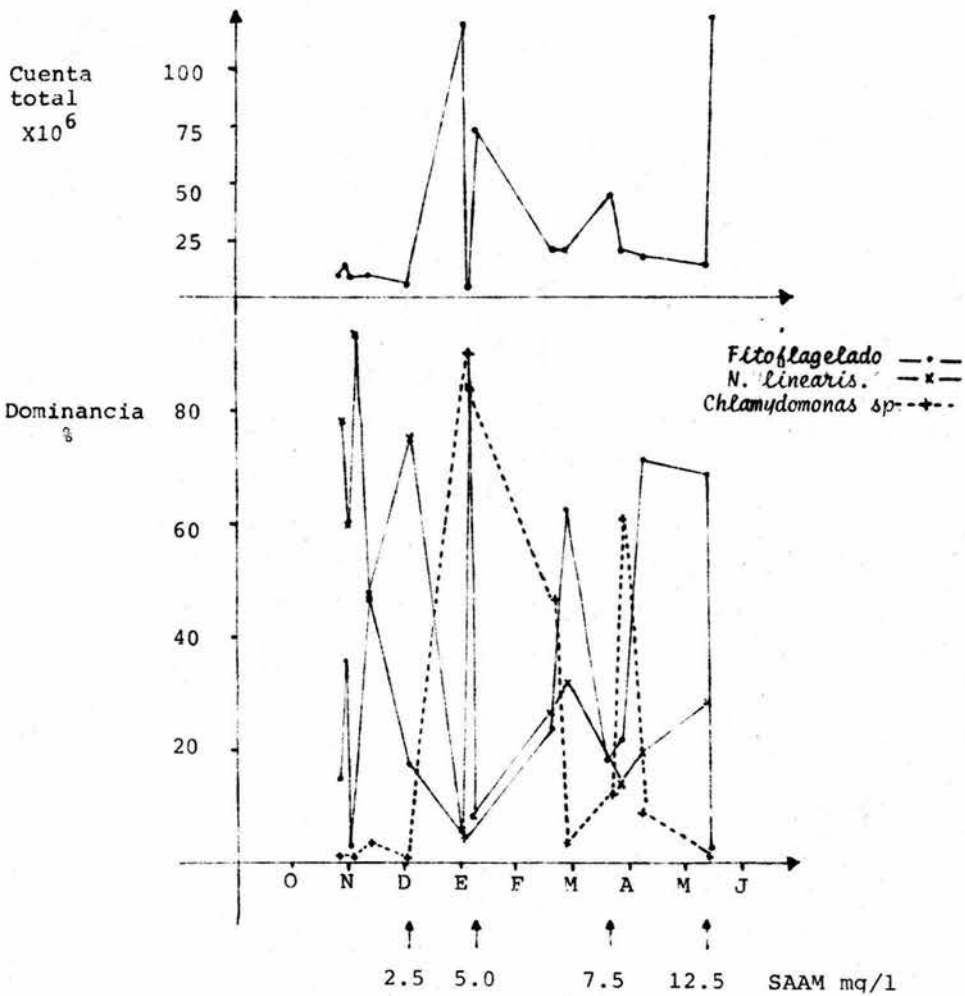 Cuenta
total
X10^6
100
75
50
25
Fitoflagelado
N. linearis.
Chlamydomonas sp
Dominancia
%
80
60
40
20
O N D E F M A M J
2.5 5.0 7.5 12.5 SAAM mg/l